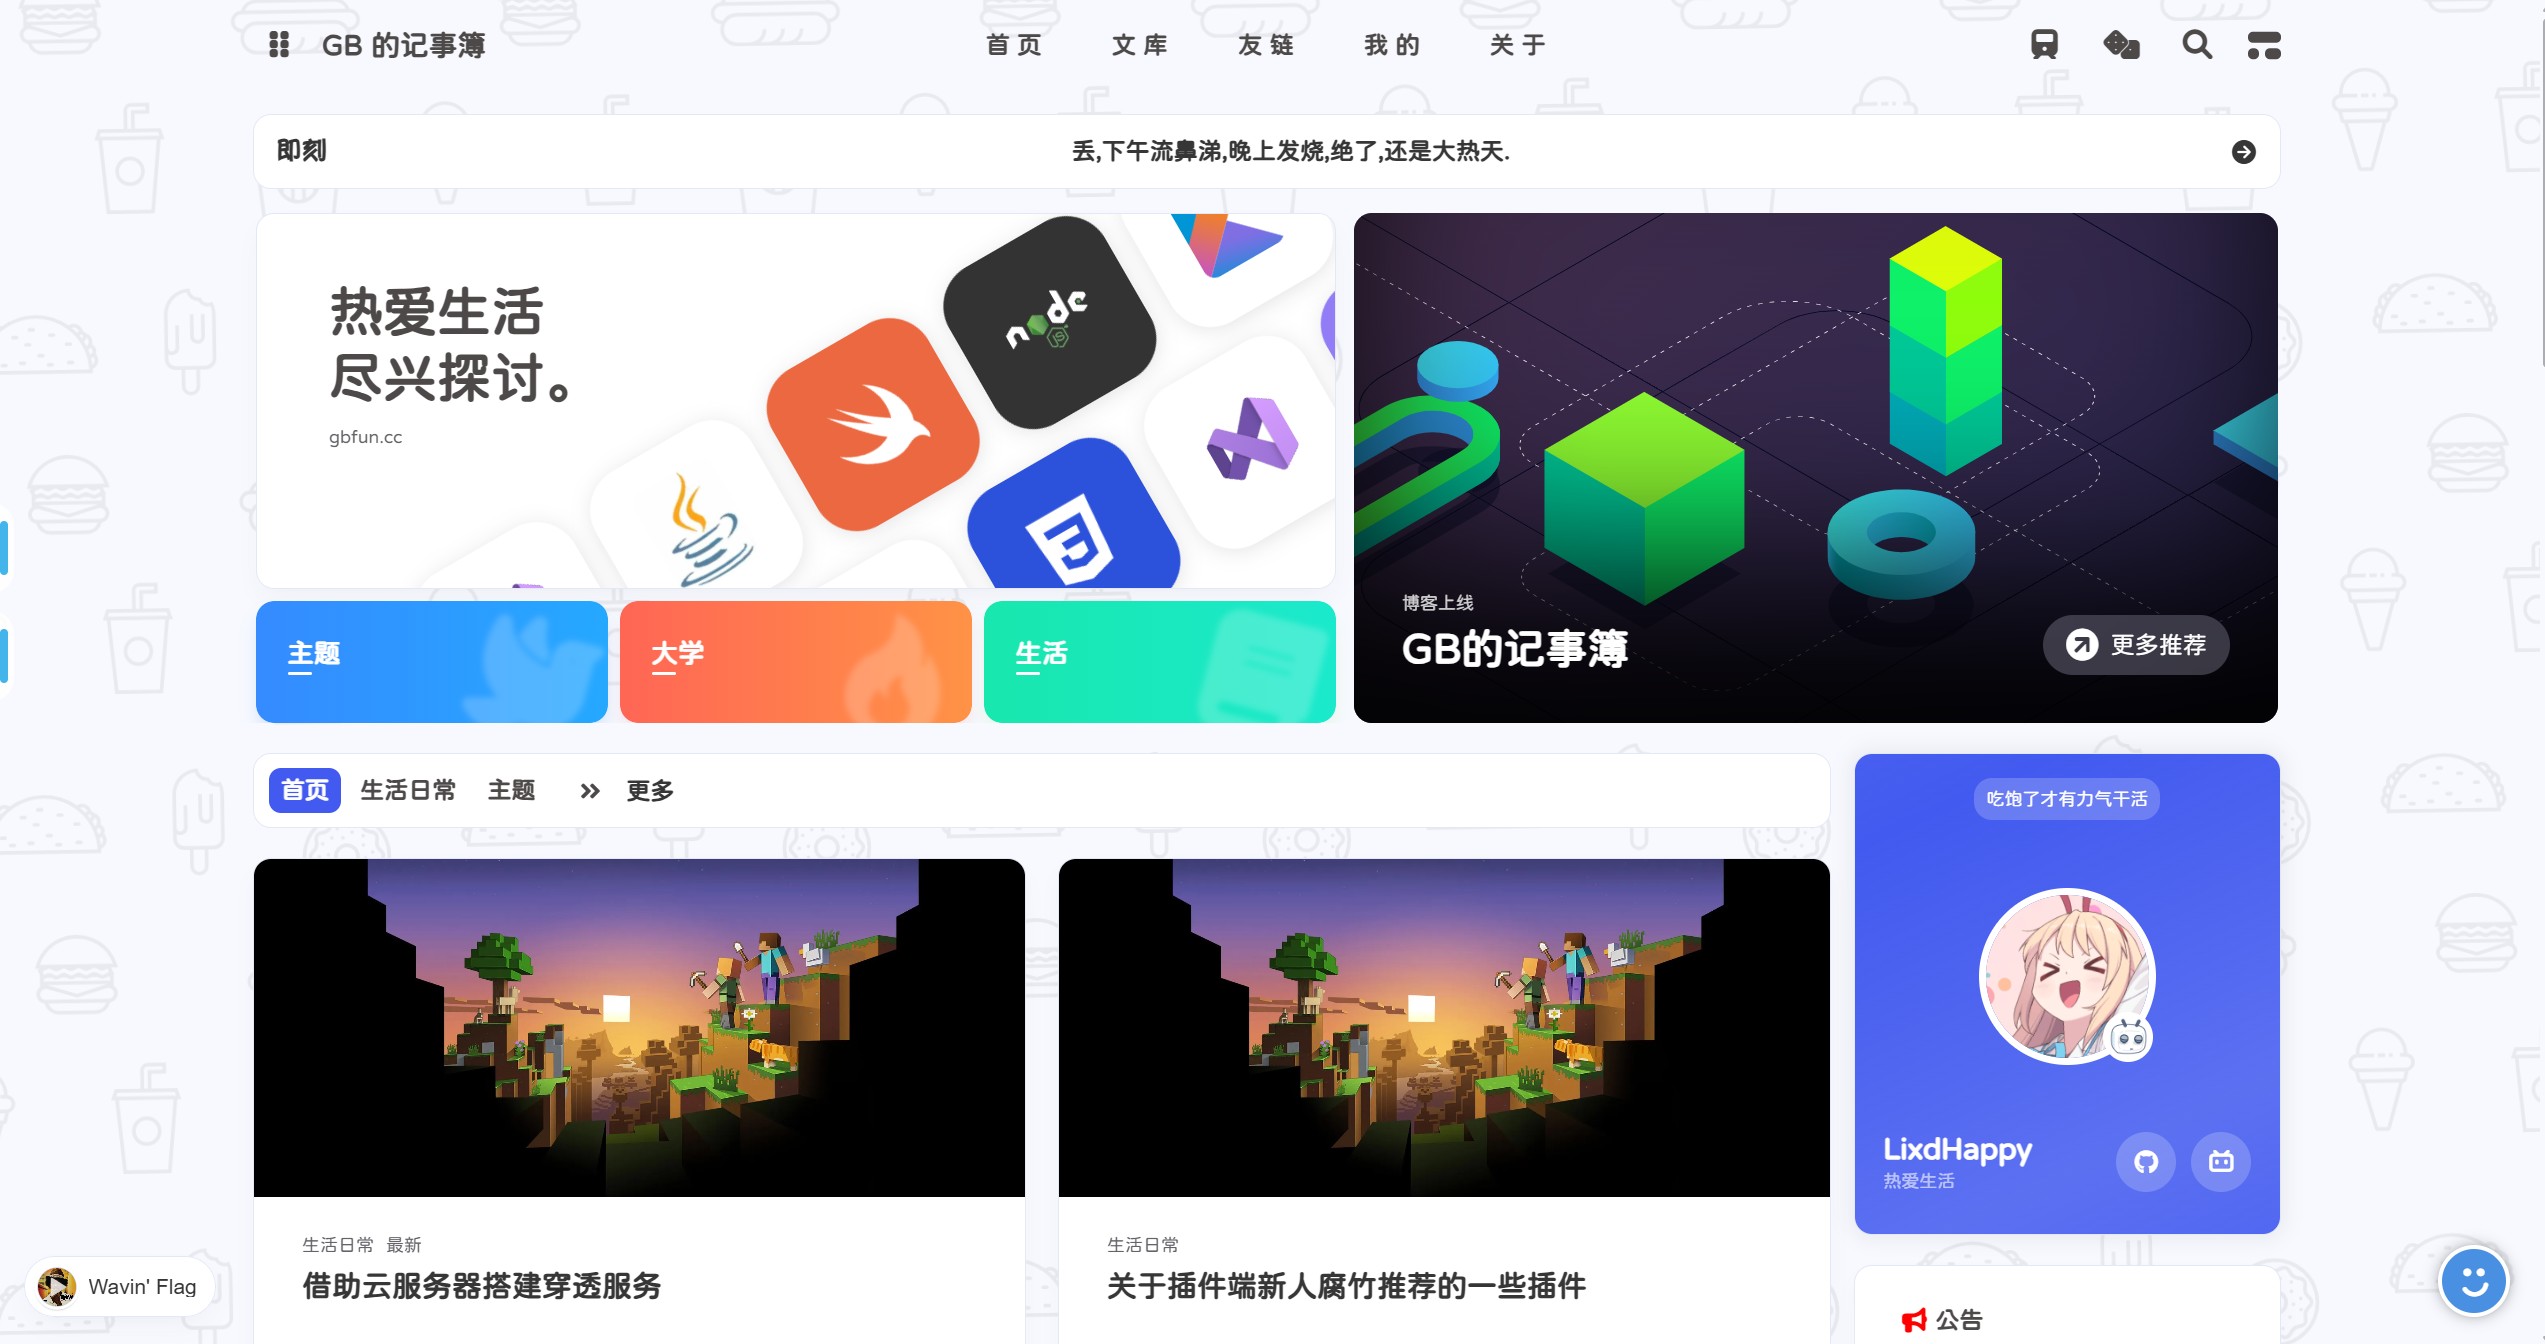 GB 的记事簿
首页 文库 友链 我的 关于
即刻
丢,下午流鼻涕,晚上发烧,绝了,还是大热天.
热爱生活
尽兴探讨。
gbfun.cc
node
JS
博客上线
GB的记事簿
更多推荐
主题
大学
生活
首页 生活日常 主题 更多
吃饱了才有力气干活
LixdHappy
热爱生活
生活日常 最新
借助云服务器搭建穿透服务
生活日常
关于插件端新人腐竹推荐的一些插件
公告
Wavin' Flag